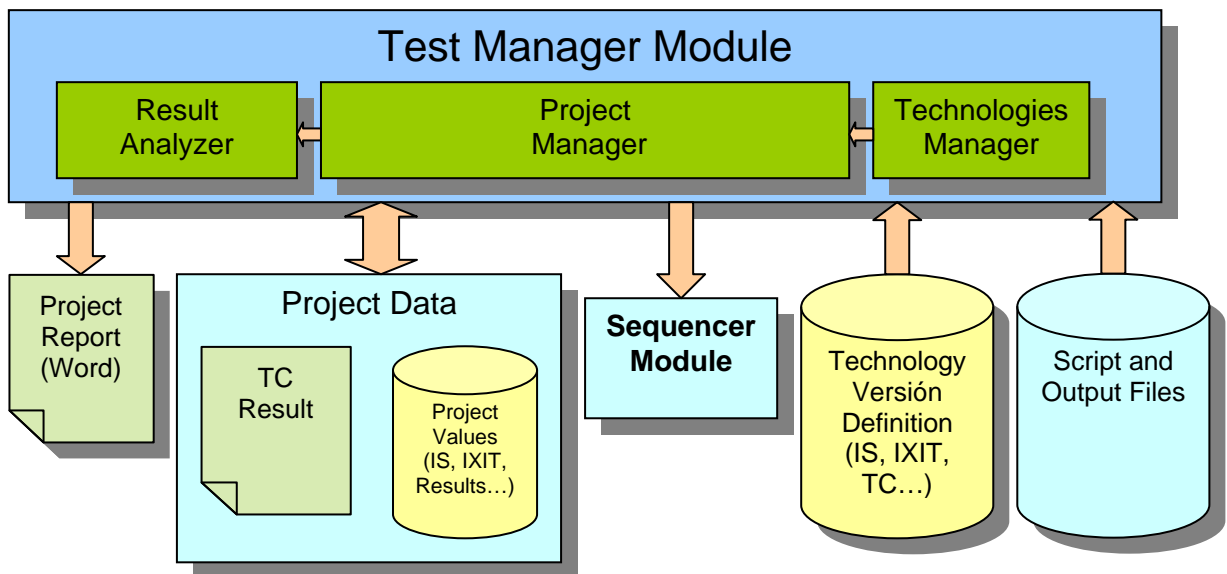 Test Manager Module
Result
Analyzer
Project
Manager
Technologies
Manager
Project
Report
(Word)
Project Data
TC
Result
Project
Values
(IS, IXIT,
Results…)
Sequencer
Module
Technology
Versión
Definition
(IS, IXIT,
TC…)
Script and
Output Files